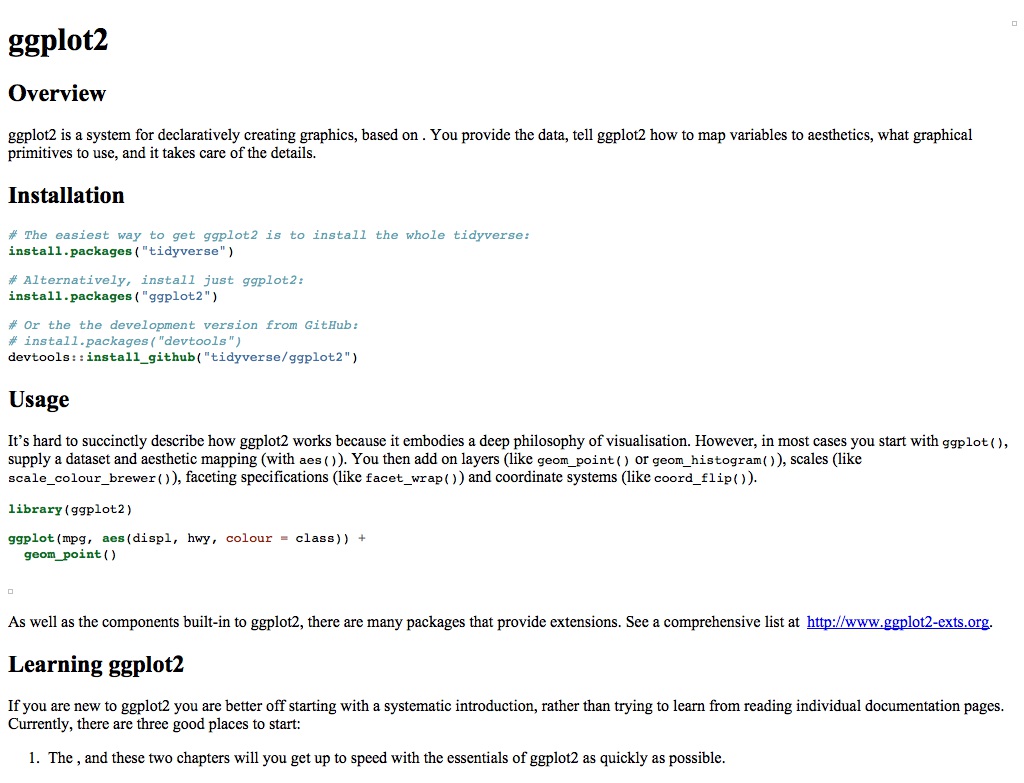 ggplot2
Overview
ggplot2 is a system for declaratively creating graphics, based on . You provide the data, tell ggplot2 how to map variables to aesthetics, what graphical
primitives to use, and it takes care of the details.
Installation
# The easiest way to get ggplot2 is to install the whole tidyverse:
install.packages("tidyverse")
# Alternatively, install just ggplot2:
install.packages("ggplot2")
# Or the the development version from GitHub:
# install.packages("devtools")
devtools::install_github("tidyverse/ggplot2")
Usage
It’s hard to succinctly describe how ggplot2 works because it embodies a deep philosophy of visualisation. However, in most cases you start with ggplot(),
supply a dataset and aesthetic mapping (with aes()). You then add on layers (like geom_point() or geom_histogram()), scales (like
scale_colour_brewer()), faceting specifications (like facet_wrap()) and coordinate systems (like coord_flip()).
library(ggplot2)
ggplot(mpg, aes(displ, hwy, colour = class)) +
  geom_point()
As well as the components built-in to ggplot2, there are many packages that provide extensions. See a comprehensive list at http://www.ggplot2-exts.org.
Learning ggplot2
If you are new to ggplot2 you are better off starting with a systematic introduction, rather than trying to learn from reading individual documentation pages.
Currently, there are three good places to start:
1. The , and these two chapters will you get up to speed with the essentials of ggplot2 as quickly as possible.